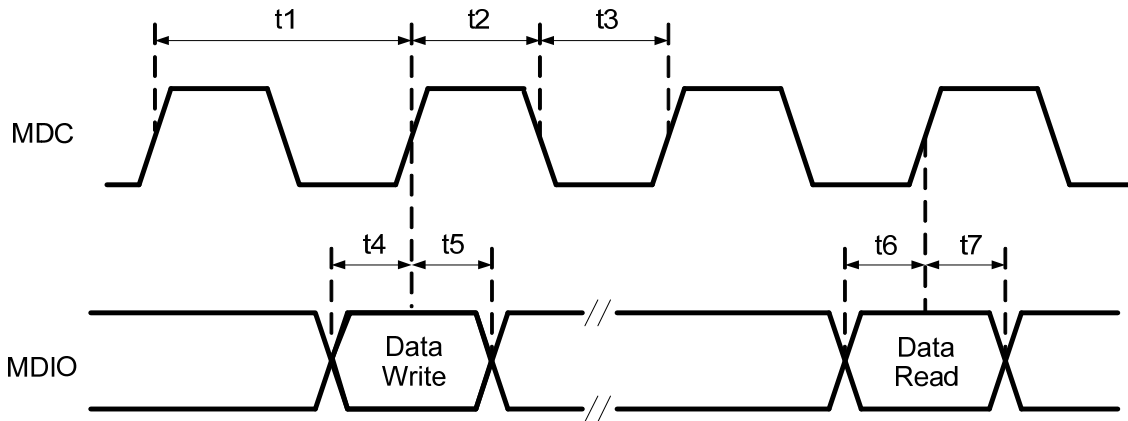 t1
t2
t3
MDC
t4
t5
t6
t7
MDIO
Data
Write
//
//
Data
Read